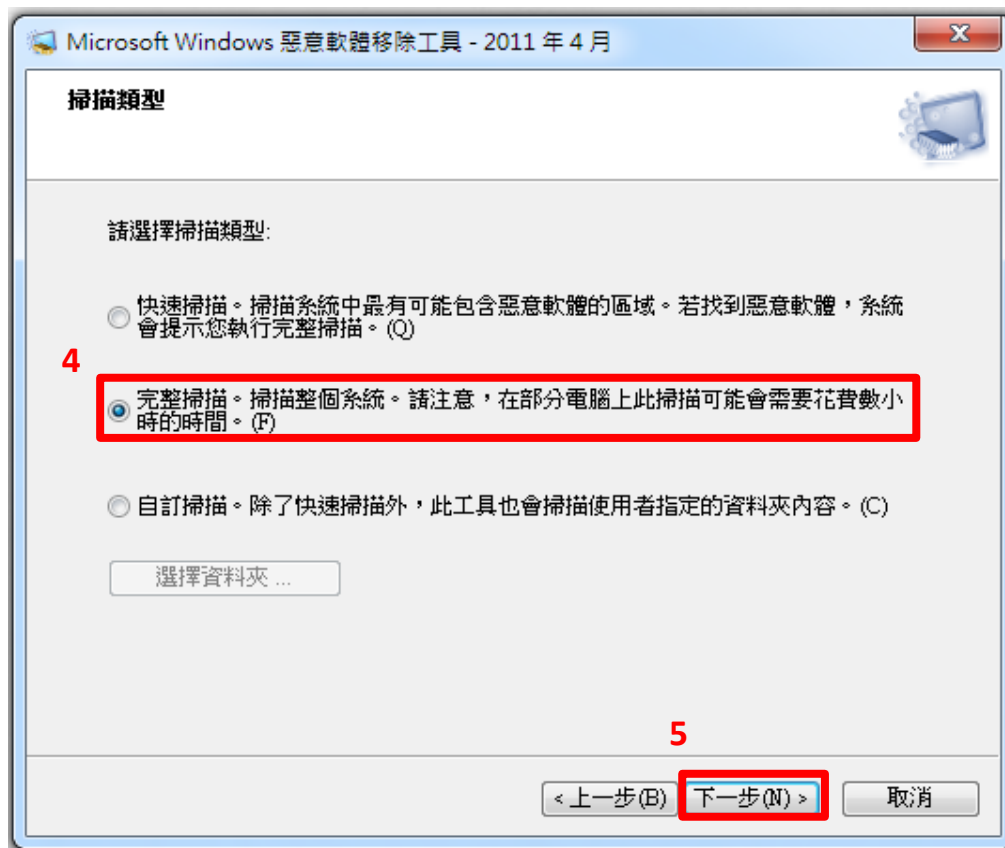 Microsoft Windows 惡意軟體移除工具 - 2011 年 4 月
掃描類型
請選擇掃描類型:
快速掃描。掃描系統中最有可能包含惡意軟體的區域。若找到惡意軟體，系統
會提示您執行完整掃描。(Q)
4
完整掃描。掃描整個系統。請注意，在部分電腦上此掃描可能會需要花費數小
時的時間。(F)
自訂掃描。除了快速掃描外，此工具也會掃描使用者指定的資料夾內容。(C)
選擇資料夾 ...
5
< 上一步(B) 下一步(N) > 取消